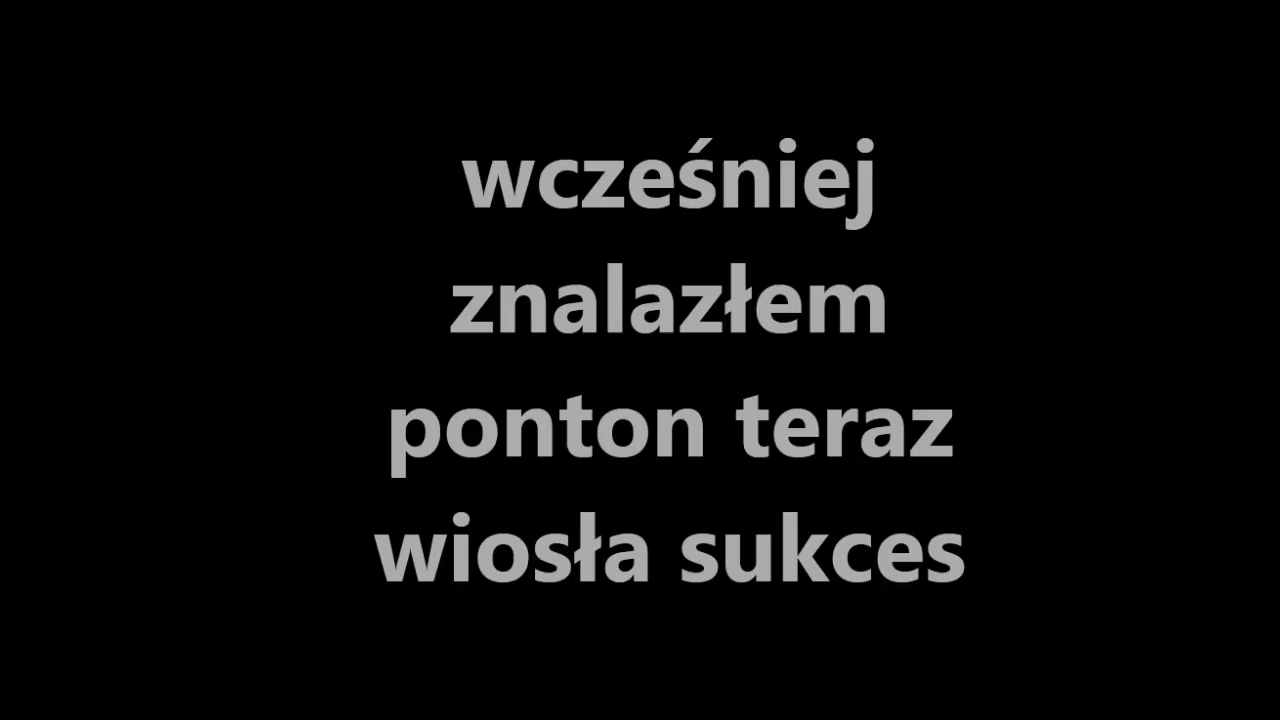 wcześniej
znalazłem
ponton teraz
wiosła sukces